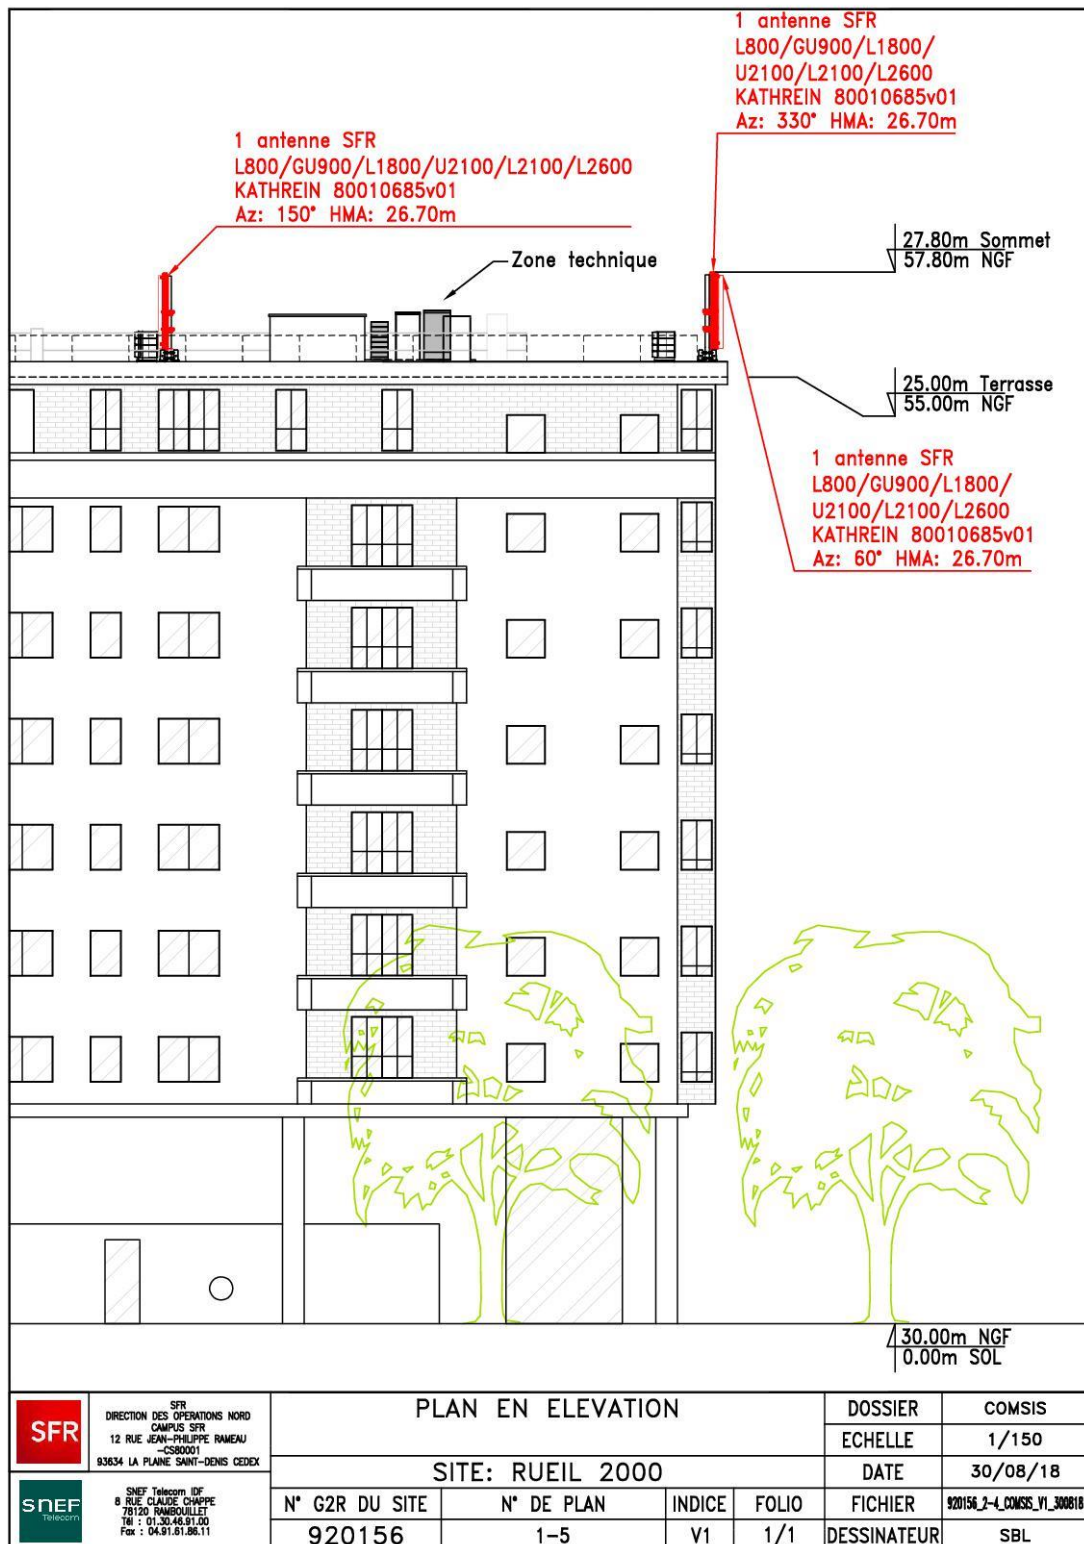 1 antenne SFR
L800/GU900/L1800/
U2100/L2100/L2600
KATHREIN 80010685v01
Az: 330° HMA: 26.70m
1 antenne SFR
L800/GU900/L1800/U2100/L2100/L2600
KATHREIN 80010685v01
Az: 150° HMA: 26.70m
Zone technique
27.80m Sommet
57.80m NGF
25.00m Terrasse
55.00m NGF
1 antenne SFR
L800/GU900/L1800/
U2100/L2100/L2600
KATHREIN 80010685v01
Az: 60° HMA: 26.70m
30.00m NGF
0.00m SOL
SFR
SFR
DIRECTION DES OPERATIONS NORD
CAMPUS SFR
12 RUE JEAN-PHILIPPE RAMEAU
-CS80001
93634 LA PLAINE SAINT-DENIS CEDEX
PLAN EN ELEVATION
DOSSIER
COMSIS
ECHELLE
1/150
SITE: RUEIL 2000
DATE
30/08/18
SNEF
Telecom
SNEF Telecom IDF
8 RUE CLAUDE CHAPPE
78120 RAMBOUILLET
Tél : 01.30.46.91.00
Fax : 04.91.61.86.11
N° G2R DU SITE
N° DE PLAN
INDICE
FOLIO
FICHIER
920156_2-4_COMSIS_V1_300818
920156
1-5
V1
1/1
DESSINATEUR
SBL